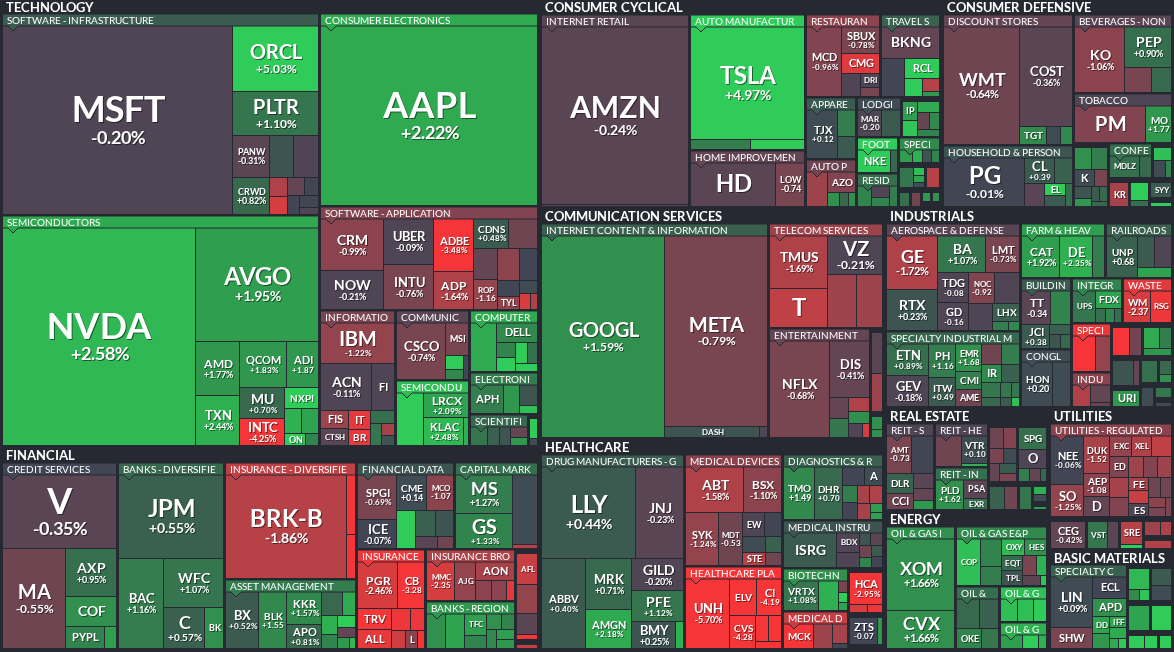 TECHNOLOGY
SOFTWARE - INFRASTRUCTURE
MSFT
-0.20%
ORCL
+5.03%
PLTR
+1.10%
PANW
-0.31%
CRWD
+0.82%
CONSUMER ELECTRONICS
AAPL
+2.22%
SEMICONDUCTORS
NVDA
+2.58%
AVGO
+1.95%
AMD
+1.77%
QCOM
+1.83%
ADI
+1.87
TXN
+2.44%
MU
+0.70%
NXPI
INTC
-4.25%
ON
SOFTWARE - APPLICATION
CRM
-0.99%
UBER
-0.09%
ADBE
-3.48%
CDNS
+0.48%
NOW
-0.21%
INTU
-0.76%
ADP
-1.64%
ROP
-1.16
TYL
INFORMATIO
IBM
-1.22%
ACN
-0.11%
FI
FIS
IT
CTSH
BR
COMMUNIC
CSCO
-0.74%
MSI
COMPUTER
DELL
SEMICONDU
LRCX
+2.09%
KLAC
+2.48%
ELECTRONI
APH
SCIENTIFI
CONSUMER CYCLICAL
INTERNET RETAIL
AMZN
-0.24%
AUTO MANUFACTUR
TSLA
+4.97%
HOME IMPROVEMEN
HD
LOW
-0.74
RESTAURAN
MCD
-0.96%
SBUX
-0.78%
CMG
DRI
TRAVEL S
BKNG
RCL
APPARE
TJX
+0.12
LODGI
MAR
-0.20
IP
AUTO P
AZO
FOOT
NKE
SPECI
RESID
CONSUMER DEFENSIVE
DISCOUNT STORES
WMT
-0.64%
COST
-0.36%
TGT
BEVERAGES - NON
KO
-1.06%
PEP
+0.90%
TOBACCO
PM
MO
+1.77
HOUSEHOLD & PERSON
PG
-0.01%
CL
+0.39
EL
CONFE
MDLZ
K
KR
SYY
COMMUNICATION SERVICES
INTERNET CONTENT & INFORMATION
GOOGL
+1.59%
META
-0.79%
DASH
TELECOM SERVICES
TMUS
-1.69%
VZ
-0.21%
T
ENTERTAINMENT
NFLX
-0.68%
DIS
-0.41%
INDUSTRIALS
AEROSPACE & DEFENSE
GE
-1.72%
BA
+1.07%
LMT
-0.73%
RTX
+0.23%
TDG
-0.08
NOC
-0.92
GD
-0.16
LHX
FARM & HEAV
CAT
+1.92%
DE
+2.35%
RAILROADS
UNP
+0.68
BUILDIN
TT
-0.34
JCI
+0.38
INTEGR
UPS
FDX
WASTE
WM
-2.37
RSG
SPECIALTY INDUSTRIAL M
ETN
+0.89%
PH
+1.16
EMR
+1.68
IR
GEV
-0.18%
ITW
+0.49
CMI
AME
CONGL
HON
+0.20
SPECI
INDU
URI
FINANCIAL
CREDIT SERVICES
V
-0.35%
MA
-0.55%
AXP
+0.95%
COF
PYPL
BANKS - DIVERSIFIE
JPM
+0.55%
BAC
+1.16%
WFC
+1.07%
C
+0.57%
BK
INSURANCE - DIVERSIFIE
BRK-B
-1.86%
ASSET MANAGEMENT
BX
+0.52%
BLK
+1.55
KKR
+1.57%
APO
+0.81%
FINANCIAL DATA
SPGI
-0.69%
CME
+0.14
MCO
-1.07
ICE
-0.07%
CAPITAL MARK
MS
+1.27%
GS
+1.33%
INSURANCE
PGR
-2.46%
CB
-3.28
TRV
ALL
L
INSURANCE BRO
MMC
-2.35
AJG
AON
AFL
BANKS - REGION
TFC
HEALTHCARE
DRUG MANUFACTURERS - G
LLY
+0.44%
JNJ
-0.23%
ABBV
+0.40%
MRK
+0.71%
GILD
-0.20%
AMGN
+2.18%
PFE
+1.12%
BMY
+0.25%
MEDICAL DEVICES
ABT
-1.58%
BSX
-1.10%
SYK
-1.24%
MDT
-0.53
EW
STE
DIAGNOSTICS & R
TMO
+1.49
DHR
+0.70
A
MEDICAL INSTRU
ISRG
BDX
HEALTHCARE PLA
UNH
-5.70%
ELV
CI
-4.19
CVS
-4.28
BIOTECHN
VRTX
+1.08%
HCA
-2.95%
MEDICAL D
MCK
ZTS
-0.07
REAL ESTATE
REIT - S
AMT
-0.73
DLR
CCI
REIT - HE
VTR
+0.10
REIT - IN
PLD
+1.62
PSA
EXR
SPG
O
UTILITIES
UTILITIES - REGULATED
NEE
-0.06%
DUK
-1.52
EXC
XEL
ED
SO
-1.25%
AEP
-1.08
FE
D
ES
CEG
-0.42%
VST
SRE
ENERGY
OIL & GAS I
XOM
+1.66%
CVX
+1.66%
OIL & GAS E&P
COP
OXY
HES
EQT
TPL
OIL &
OKE
OIL & G
OIL & G
BASIC MATERIALS
SPECIALTY C
LIN
+0.09%
ECL
APD
DD
IFF
SHW